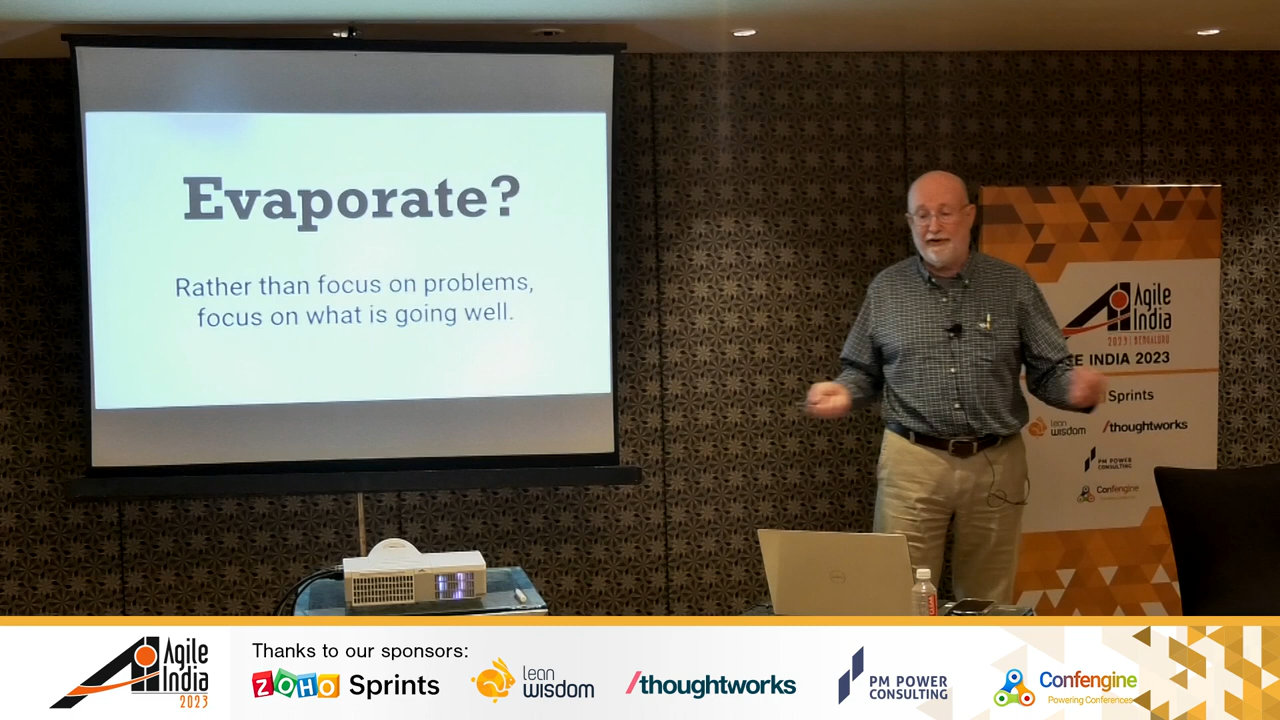 Evaporate?
Rather than focus on problems,
focus on what is going well.
Agile
India
2023 | BENGALURU
SE INDIA 2023
Sprints
lean
wisdom
/thoughtworks
PM POWER
CONSULTING
Confengine
DELL
Agile
India
2023
Thanks to our sponsors:
ZOHO Sprints
lean
wisdom
/thoughtworks
PM POWER
CONSULTING
Confengine
Powering Conferences